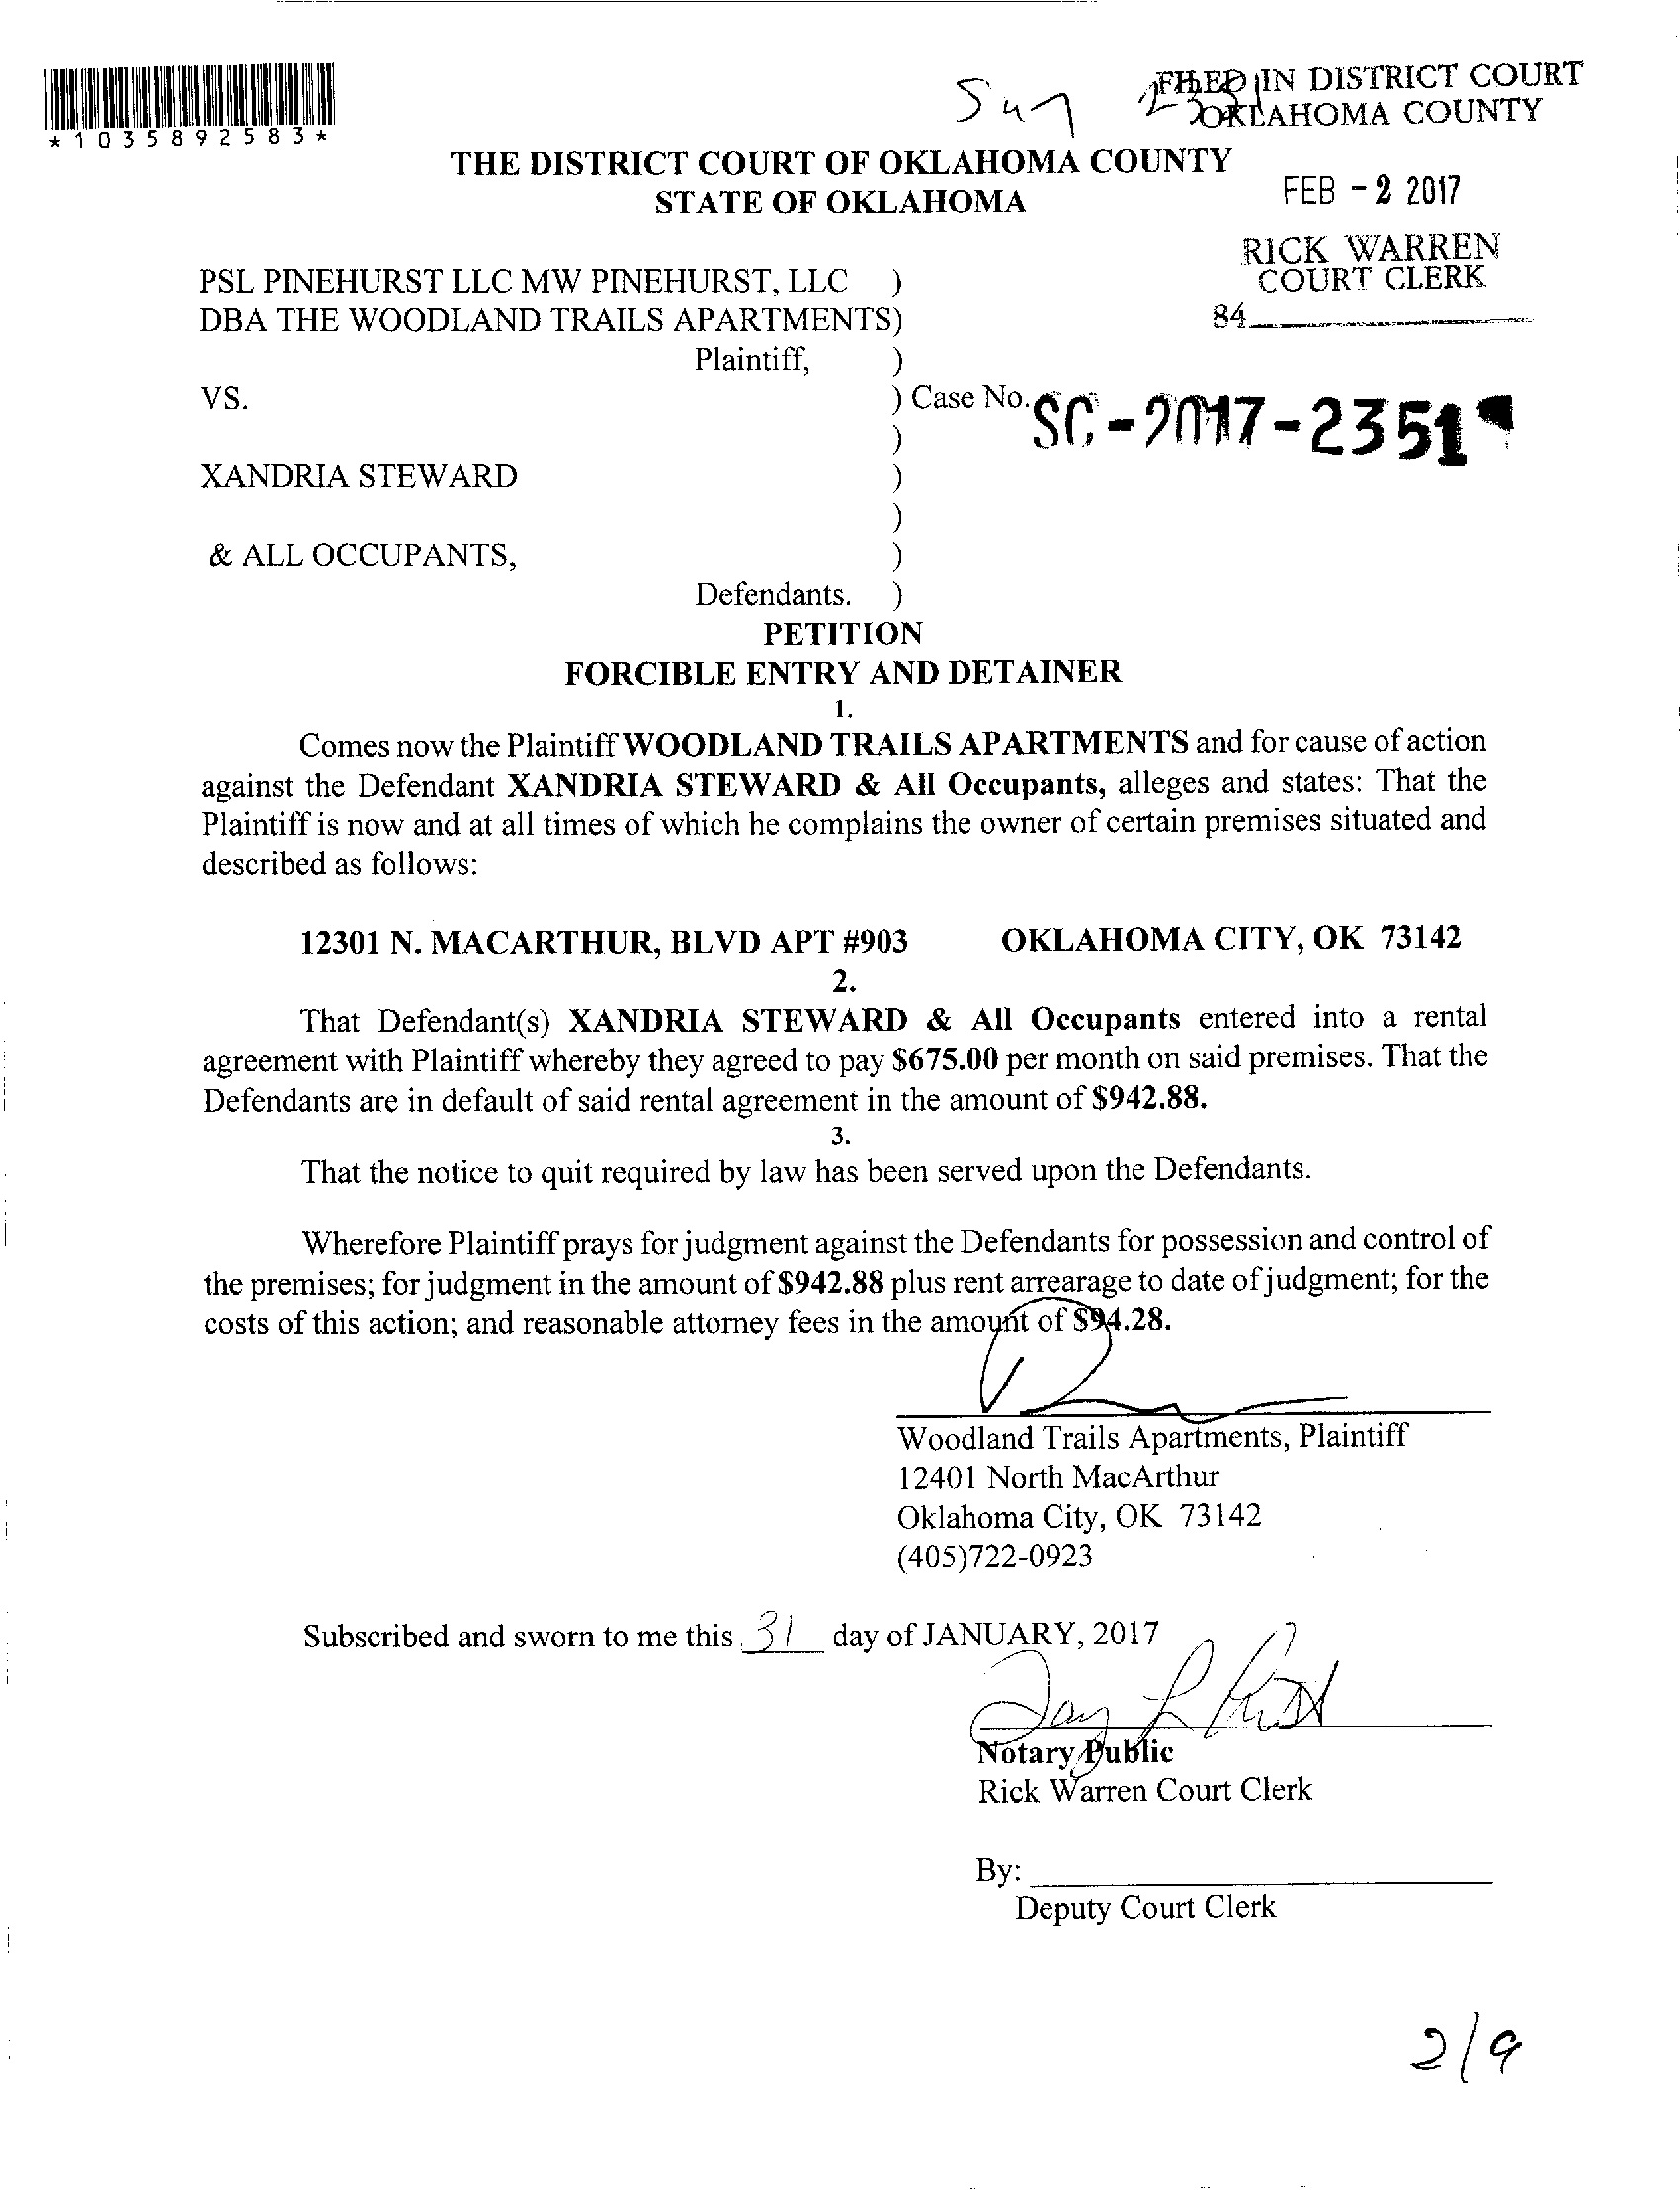 FILED IN DISTRICT COURT
OKLAHOMA COUNTY
*1035892583*
THE DISTRICT COURT OF OKLAHOMA COUNTY
STATE OF OKLAHOMA
FEB - 2 2017
RICK WARREN
COURT CLERK
84
PSL PINEHURST LLC MW PINEHURST, LLC )
DBA THE WOODLAND TRAILS APARTMENTS)
Plaintiff, )
VS. ) Case No. SC-2017-2351
)
XANDRIA STEWARD )
)
& ALL OCCUPANTS, )
Defendants. )
PETITION
FORCIBLE ENTRY AND DETAINER
1.
Comes now the Plaintiff WOODLAND TRAILS APARTMENTS and for cause of action
against the Defendant XANDRIA STEWARD & All Occupants, alleges and states: That the
Plaintiff is now and at all times of which he complains the owner of certain premises situated and
described as follows:
12301 N. MACARTHUR, BLVD APT #903 OKLAHOMA CITY, OK 73142
2.
That Defendant(s) XANDRIA STEWARD & All Occupants entered into a rental
agreement with Plaintiff whereby they agreed to pay $675.00 per month on said premises. That the
Defendants are in default of said rental agreement in the amount of $942.88.
3.
That the notice to quit required by law has been served upon the Defendants.
Wherefore Plaintiff prays for judgment against the Defendants for possession and control of
the premises; for judgment in the amount of $942.88 plus rent arrearage to date of judgment; for the
costs of this action; and reasonable attorney fees in the amount of $94.28.
Woodland Trails Apartments, Plaintiff
12401 North MacArthur
Oklahoma City, OK 73142
(405)722-0923
Subscribed and sworn to me this 31 day of JANUARY, 2017
Notary Public
Rick Warren Court Clerk
By:
Deputy Court Clerk
2/9